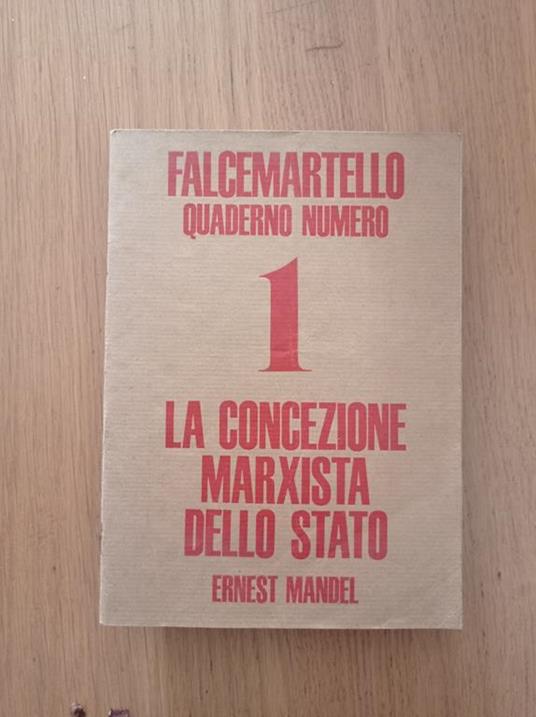 FALCEMARTELLO
QUADERNO NUMERO
1
LA CONCEZIONE
MARXISTA
DELLO STATO
ERNEST MANDEL